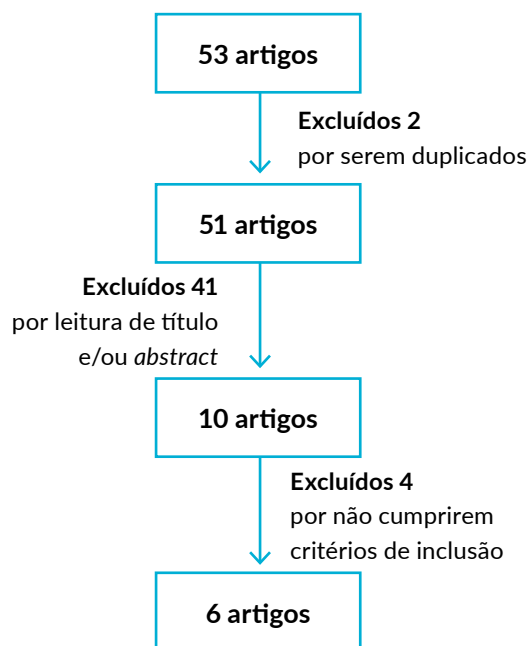 53 artigos
Excluídos 2
por serem duplicados
51 artigos
Excluídos 41
por leitura de título
e/ou abstract
10 artigos
Excluídos 4
por não cumprirem
critérios de inclusão
6 artigos